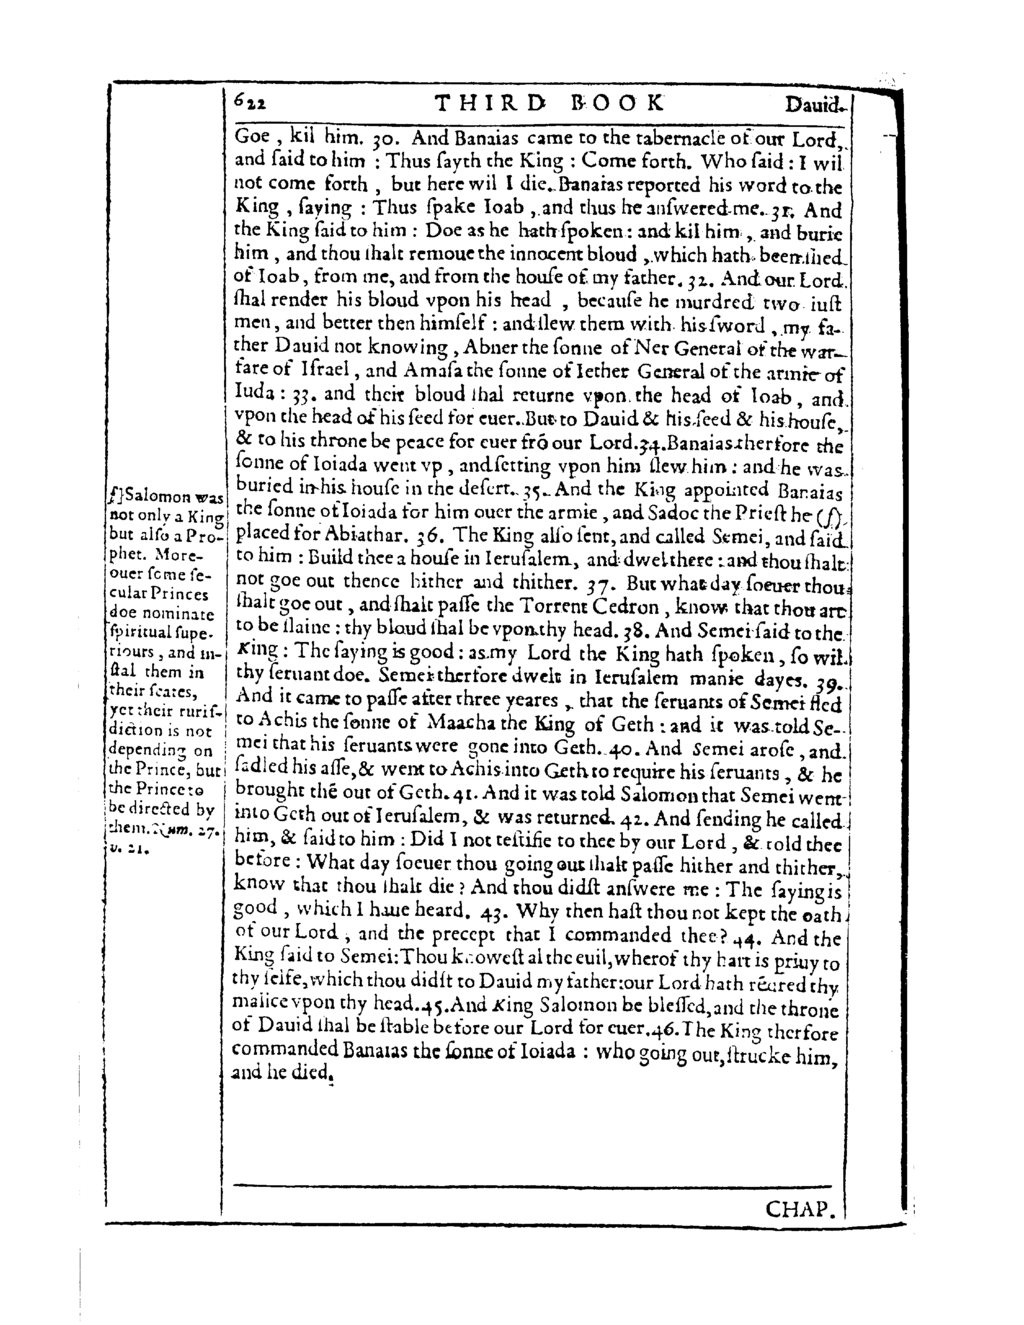 622 THIRD BOOK Dauid.
Goe , kil him. 30. And Banaias came to the tabernacle of our Lord,
and ſaid to him : Thus ſayth the King : Come forth. Who ſaid : I wil
not come forth , but here wil I die. Banaias reported his word to the
King , ſaying : Thus ſpake Ioab , and thus he anſwered me. 31. And
the King ſaid to him : Doe as he hath ſpoken : and kil him , and burie
him , and thou ſhalt remoue the innocent bloud , which hath been ſhed
of Ioab , from me, and from the houſe of my father. 32. And our Lord
ſhal render his bloud vpon his head , becauſe he murdred two iuſt
men , and better then himſelf : and ſlew them with his ſword , my fa-
ther Dauid not knowing , Abner the ſonne of Ner General of the war-
fare of Iſrael , and Amaſa the ſonne of Iether General of the armie of
Iuda : 33. and their bloud ſhal returne vpon the head of Ioab , and
vpon the head of his ſeed for euer. But to Dauid & his ſeed & his houſe,
& to his throne be peace for euer frõ our Lord. 34. Banaias therfore the
ſonne of Ioiada went vp , and ſetting vpon him ſlew him : and he was
buried in his houſe in the deſert. 35. And the King appointed Banaias
the ſonne of Ioiada for him ouer the armie , and Sadoc the Prieſt he (ſ)
placed for Abiathar. 36. The King alſo ſent, and called Semei, and ſaid
to him : Build thee a houſe in Ieruſalem, and dwel there : and thou ſhalt
not goe out thence hither and thither. 37. But what day ſoeuer thou
ſhalt goe out , and ſhalt paſſe the Torrent Cedron , know that thou art
to be ſlaine : thy bloud ſhal be vpon thy head. 38. And Semei ſaid to the
King : The ſaying is good : as my Lord the King hath ſpoken , ſo wil
thy ſeruant doe. Semei therfore dwelt in Ieruſalem manie dayes. 39.
And it came to paſſe after three yeares , that the ſeruants of Semei fled
to Achis the ſonne of Maacha the King of Geth : and it was told Se-
mei that his ſeruants were gone into Geth. 40. And Semei aroſe , and
ſadled his aſſe, & went to Achis into Geth to require his ſeruants , & he
brought thẽ out of Geth. 41. And it was told Salomon that Semei went
into Geth out of Ieruſalem, & was returned. 42. And ſending he called
him, & ſaid to him : Did I not teſtifie to thee by our Lord , & told thee
before : What day ſoeuer thou going out ſhalt paſſe hither and thither,
know that thou ſhalt die ? And thou didſt anſwere me : The ſaying is
good , which I haue heard. 43. Why then haſt thou not kept the oath
of our Lord , and the precept that I commanded thee? 44. And the
King ſaid to Semei: Thou knoweſt al the euil, wherof thy hart is priuy to
thy ſelfe, which thou didſt to Dauid my father: our Lord hath rẽdred thy
malice vpon thy head. 45. And King Salomon be bleſſed, and the throne
of Dauid ſhal be ſtable before our Lord for euer. 46. The King therfore
commanded Banaias the ſonne of Ioiada : who going out, ſtrucke him,
and he died.
ſ) Salomon was
not only a King
but alſo a Pro-
phet. More-
ouer ſome ſe-
cular Princes
doe nominate
ſpiritual ſupe-
riours , and in-
ſtal them in
their ſeates,
yet their iuriſ-
diction is not
depending on
the Prince, but
the Prince to
be directed by
them. Num. 27.
v. 21.
CHAP.